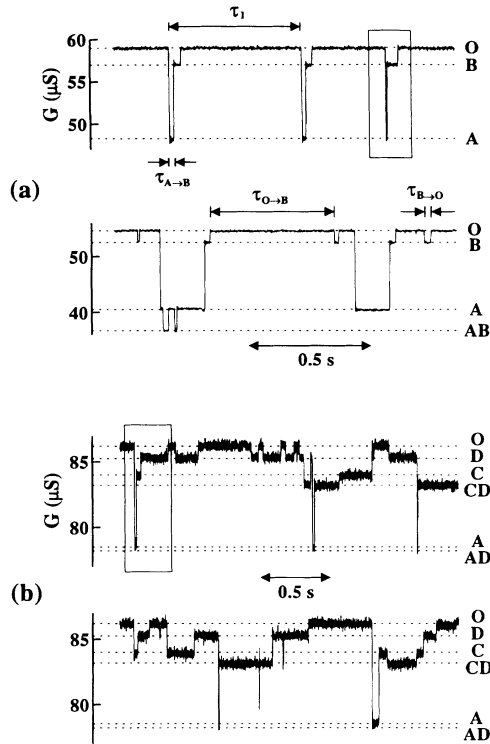 τ₁
60
55
50
G (μS)
O
B
A
τA→B
(a)
τO→B
τB→O
50
40
O
B
A
AB
0.5 s
85
80
G (μS)
O
D
C
CD
A
AD
0.5 s
(b)
85
80
O
D
C
CD
A
AD